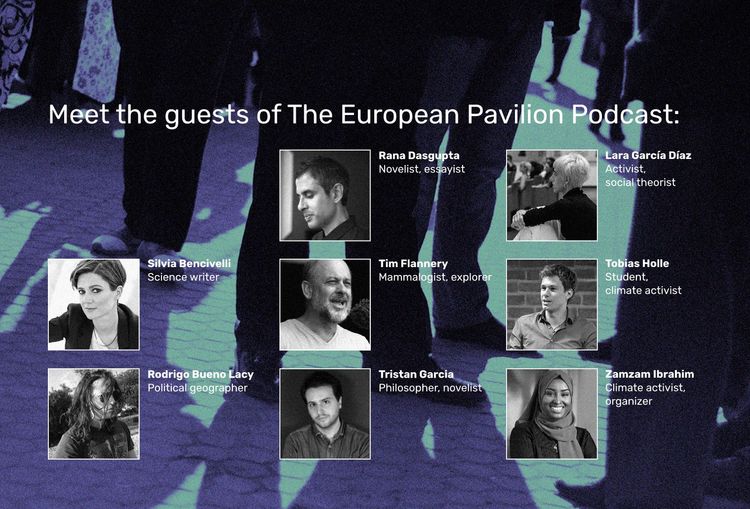 Meet the guests of The European Pavilion Podcast:
Rana Dasgupta
Novelist, essayist
Lara García Díaz
Activist,
social theorist
Silvia Bencivelli
Science writer
Tim Flannery
Mammalogist, explorer
Tobias Holle
Student,
climate activist
Rodrigo Bueno Lacy
Political geographer
Tristan Garcia
Philosopher, novelist
Zamzam Ibrahim
Climate activist,
organizer